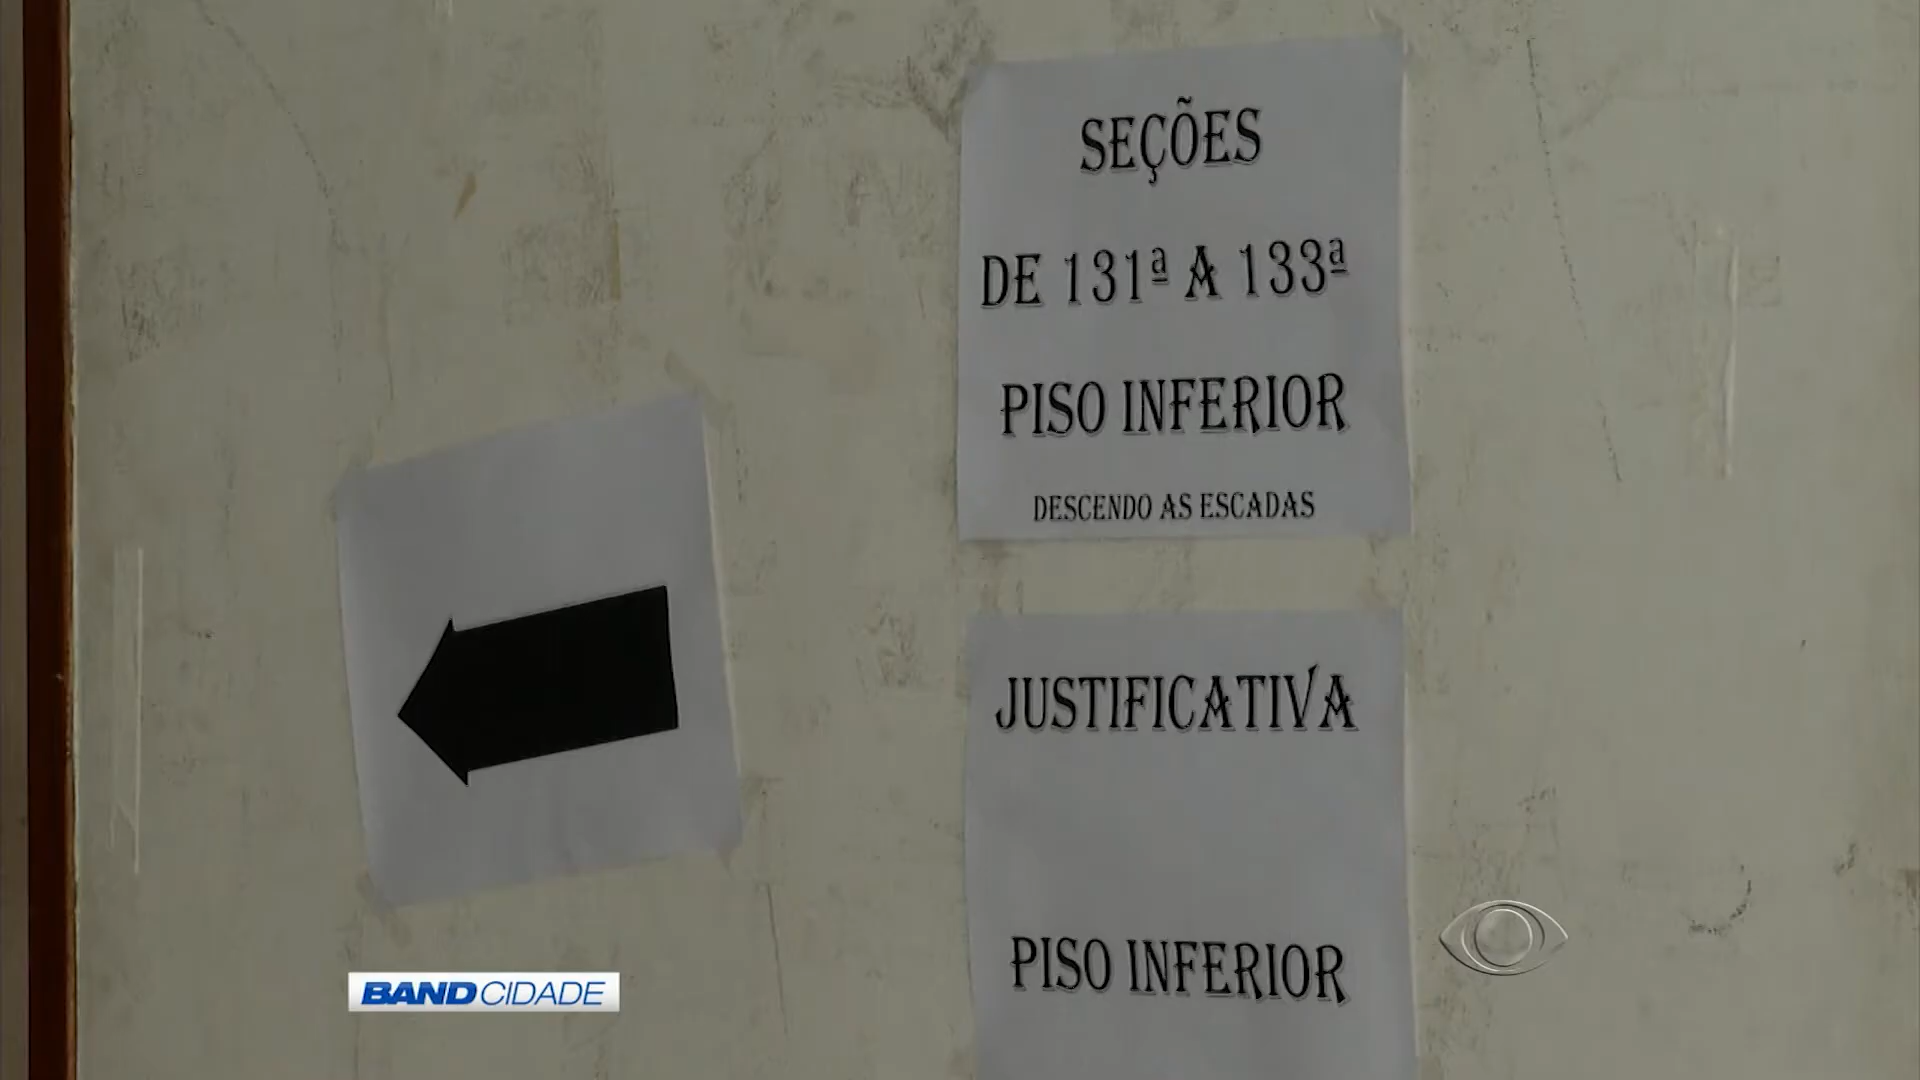 SEÇÕES
DE 131ª A 133ª
PISO INFERIOR
DESCENDO AS ESCADAS
JUSTIFICATIVA
PISO INFERIOR
BAND CIDADE